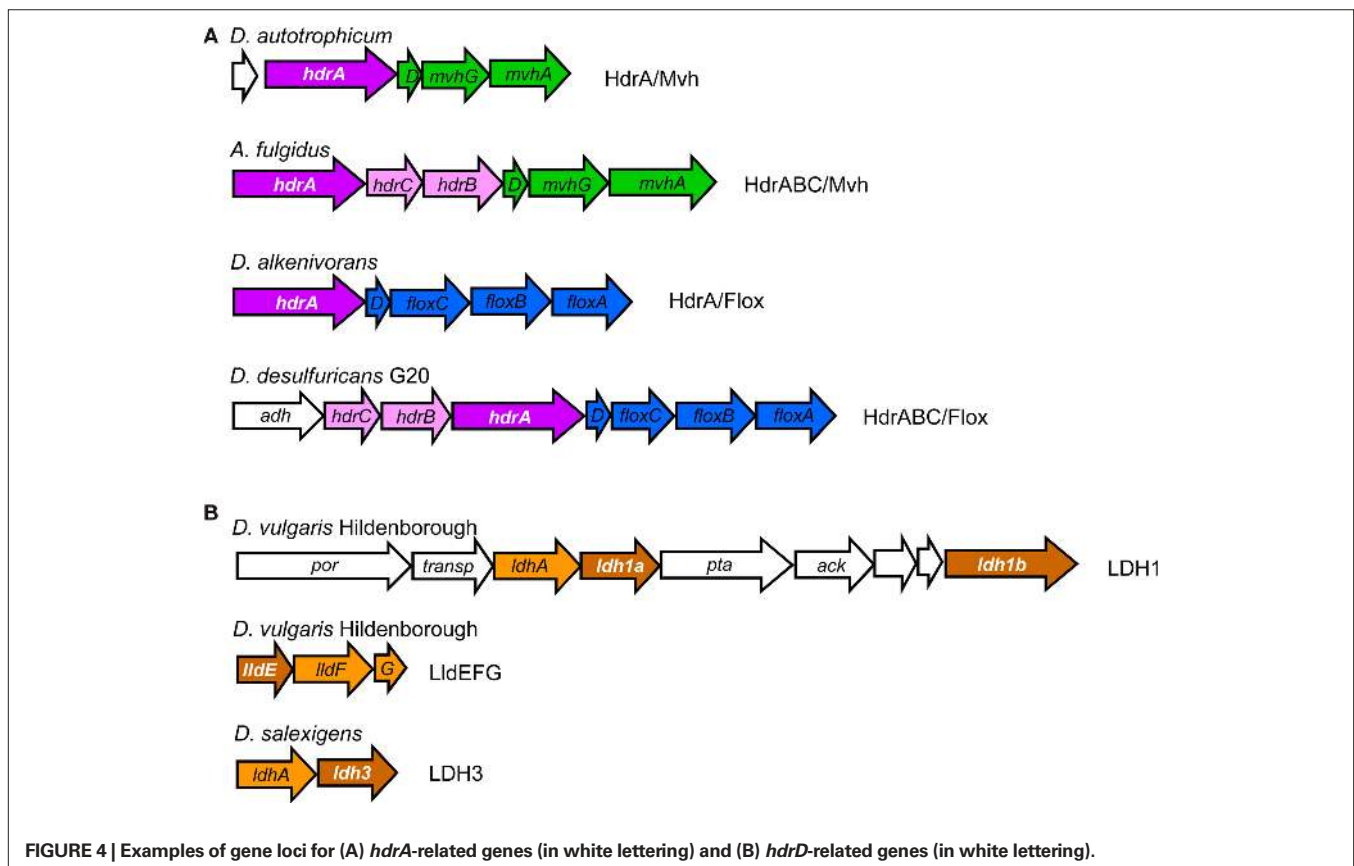 A D. autotrophicum
hdrA D mvhG mvhA HdrA/Mvh
A. fulgidus
hdrA hdrC hdrB D mvhG mvhA HdrABC/Mvh
D. alkenivorans
hdrA D floxC floxB floxA HdrA/Flox
D. desulfuricans G20
adh hdrC hdrB hdrA D floxC floxB floxA HdrABC/Flox
B
D. vulgaris Hildenborough
por transp ldhA ldh1a pta ack ldh1b LDH1
D. vulgaris Hildenborough
lldE lldF G LldEFG
D. salexigens
ldhA ldh3 LDH3
FIGURE 4 | Examples of gene loci for (A) hdrA-related genes (in white lettering) and (B) hdrD-related genes (in white lettering).